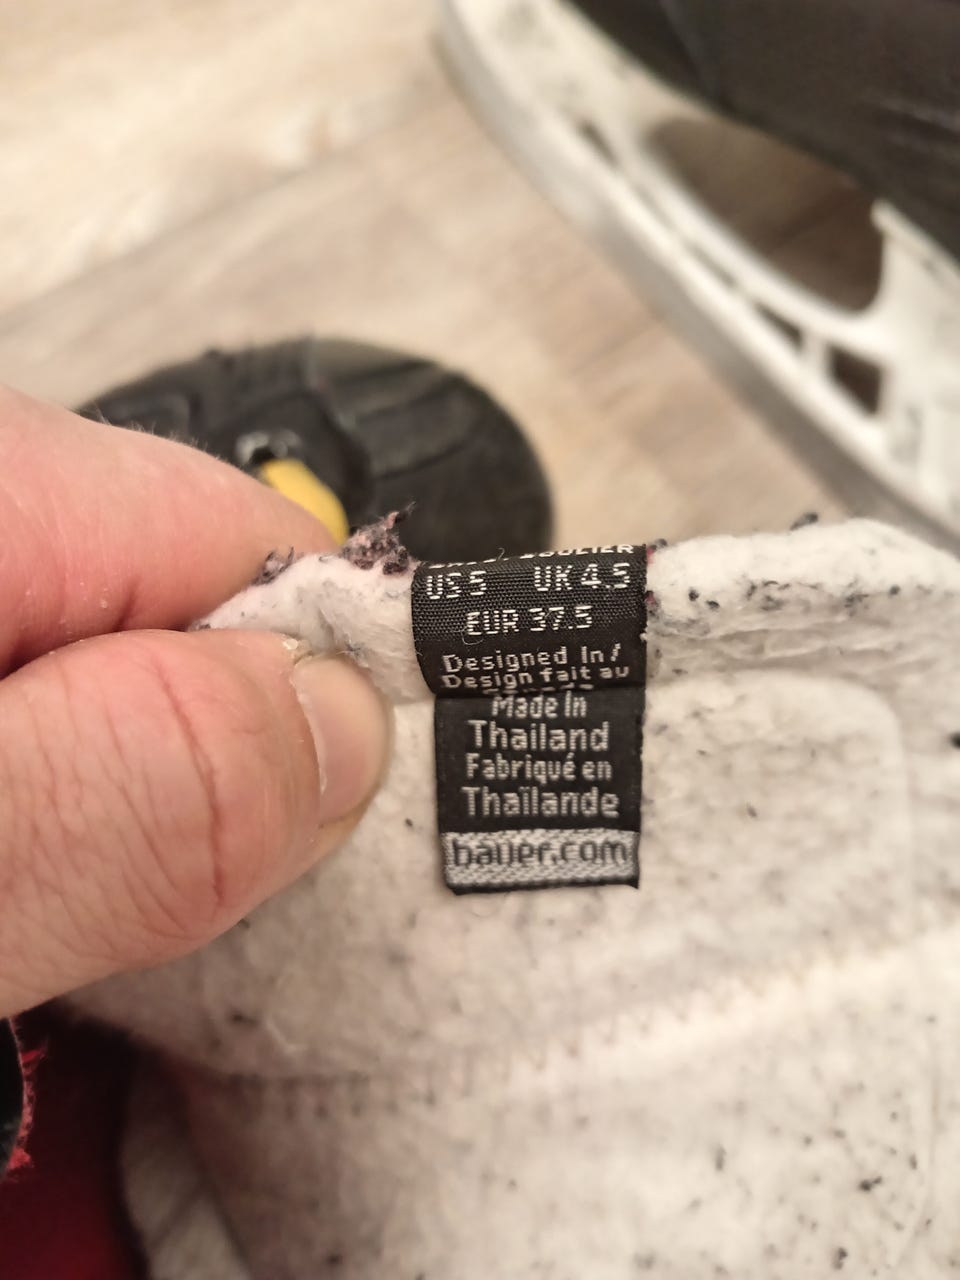 US 5 UK 4.5
EUR 37.5
Designed In/
Design fait au
Made In
Thailand
Fabriqué en
Thaïlande
bauer.com